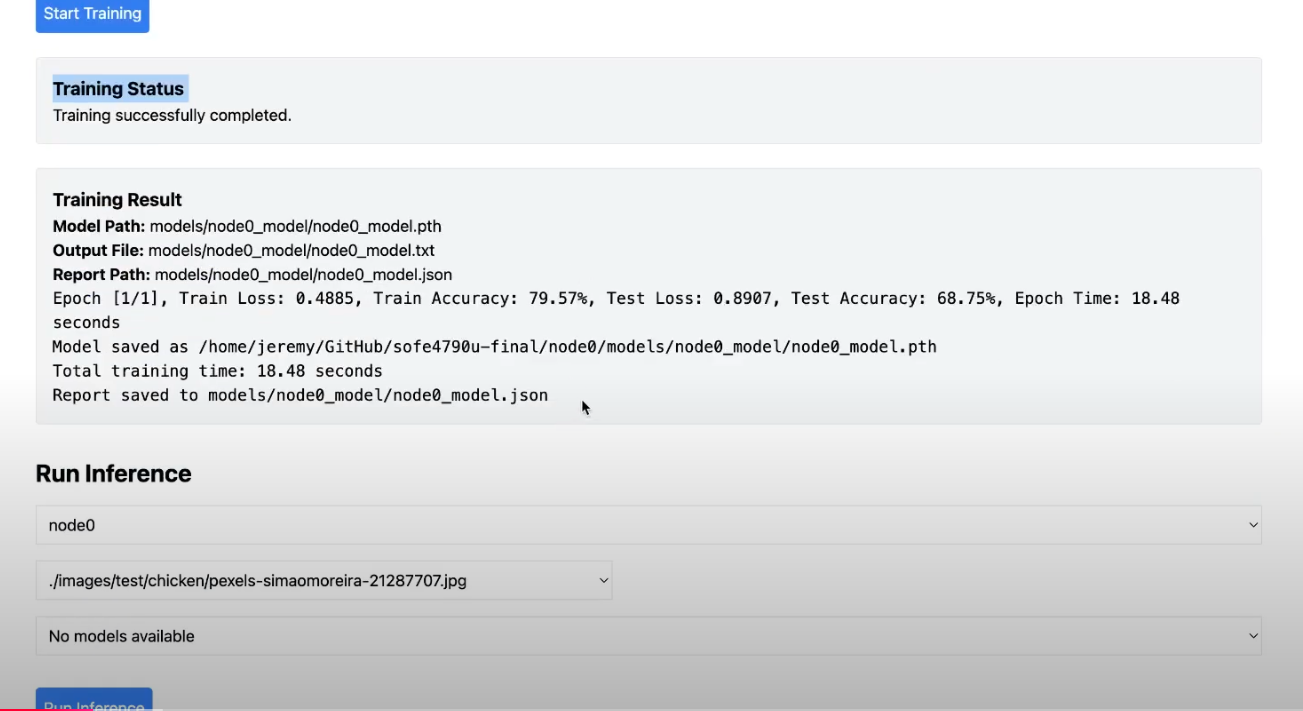 Start Training
Training Status
Training successfully completed.
Training Result
Model Path: models/node0_model/node0_model.pth
Output File: models/node0_model/node0_model.txt
Report Path: models/node0_model/node0_model.json
Epoch [1/1], Train Loss: 0.4885, Train Accuracy: 79.57%, Test Loss: 0.8907, Test Accuracy: 68.75%, Epoch Time: 18.48
seconds
Model saved as /home/jeremy/GitHub/sofe4790u-final/node0/models/node0_model/node0_model.pth
Total training time: 18.48 seconds
Report saved to models/node0_model/node0_model.json
Run Inference
node0
./images/test/chicken/pexels-simaomoreira-21287707.jpg
No models available
Run Inference